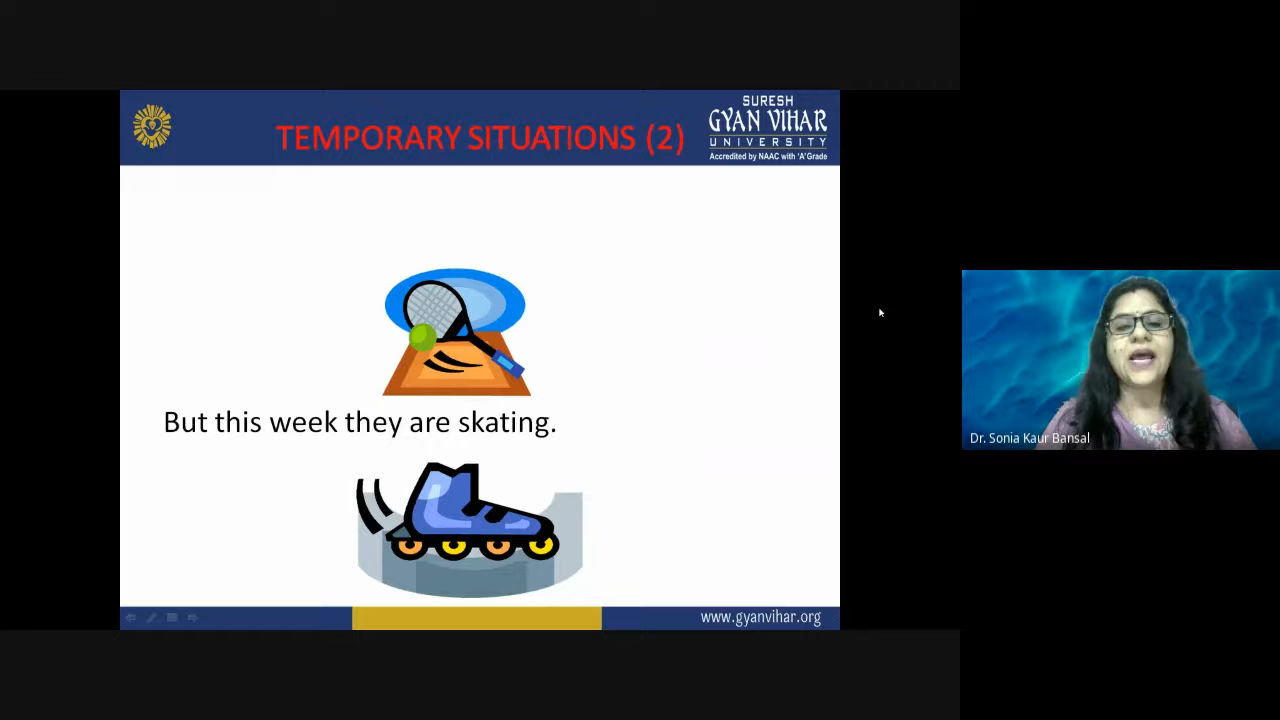 TEMPORARY SITUATIONS (2)
SURESH
GYAN VIHAR
UNIVERSITY
Accredited by NAAC with 'A' Grade
But this week they are skating.
Dr. Sonia Kaur Bansal
www.gyanvihar.org